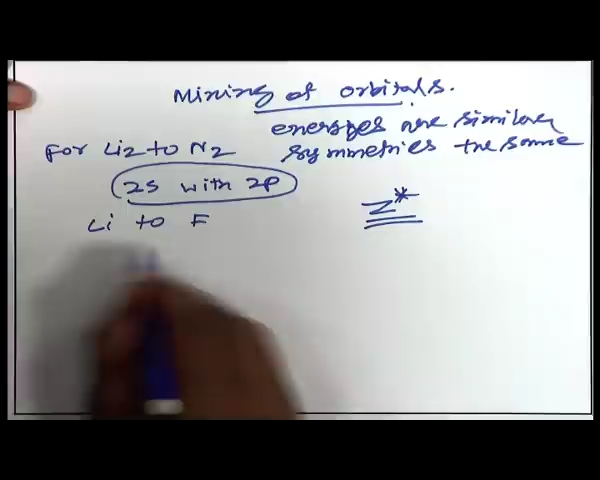 Mixing of orbitals.
energies are similar,
symmetries the same
For Li2 to N2
2s with 2p
Li to F
Z*